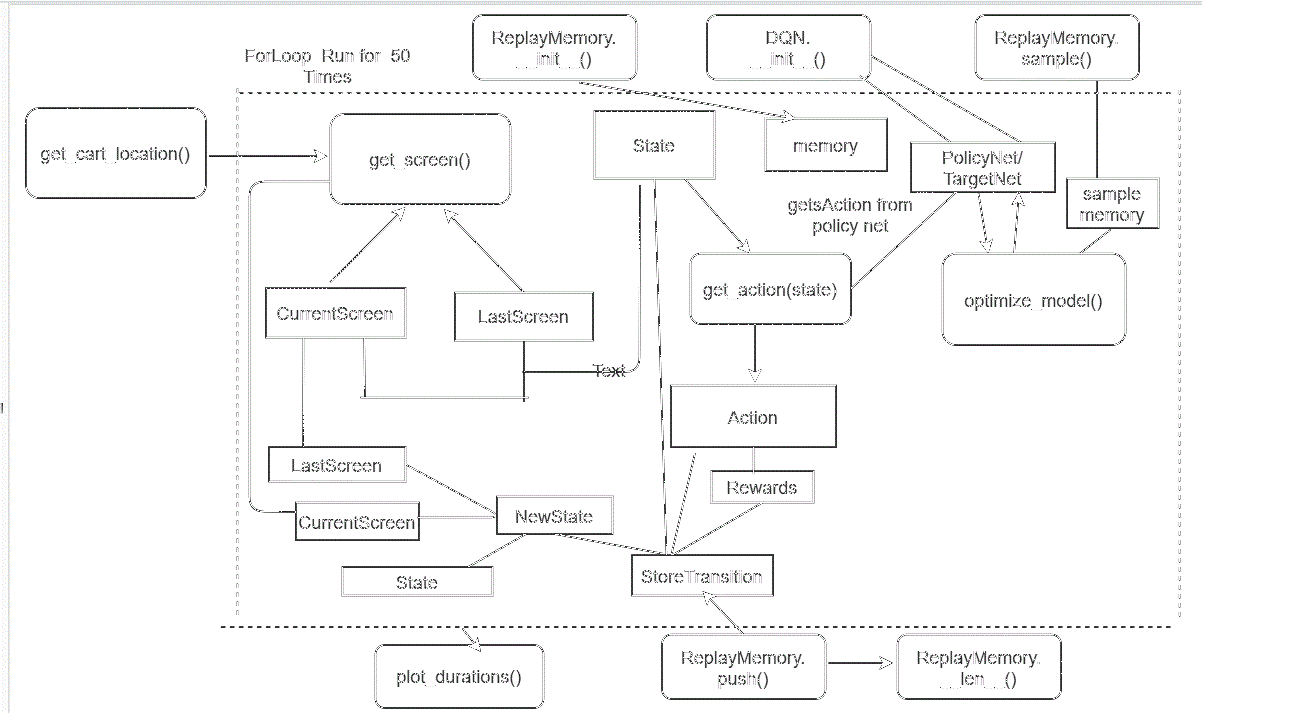 ReplayMemory.
__init__()
DQN.
__init__()
ReplayMemory.
sample()
ForLoop Run for 50
Times
get_cart_location()
get_screen()
State
memory
PolicyNet/
TargetNet
sample
memory
getsAction from
policy net
get_action(state)
optimize_model()
CurrentScreen
LastScreen
Text
Action
LastScreen
Rewards
CurrentScreen
NewState
State
StoreTransition
plot_durations()
ReplayMemory.
push()
ReplayMemory.
__len__()